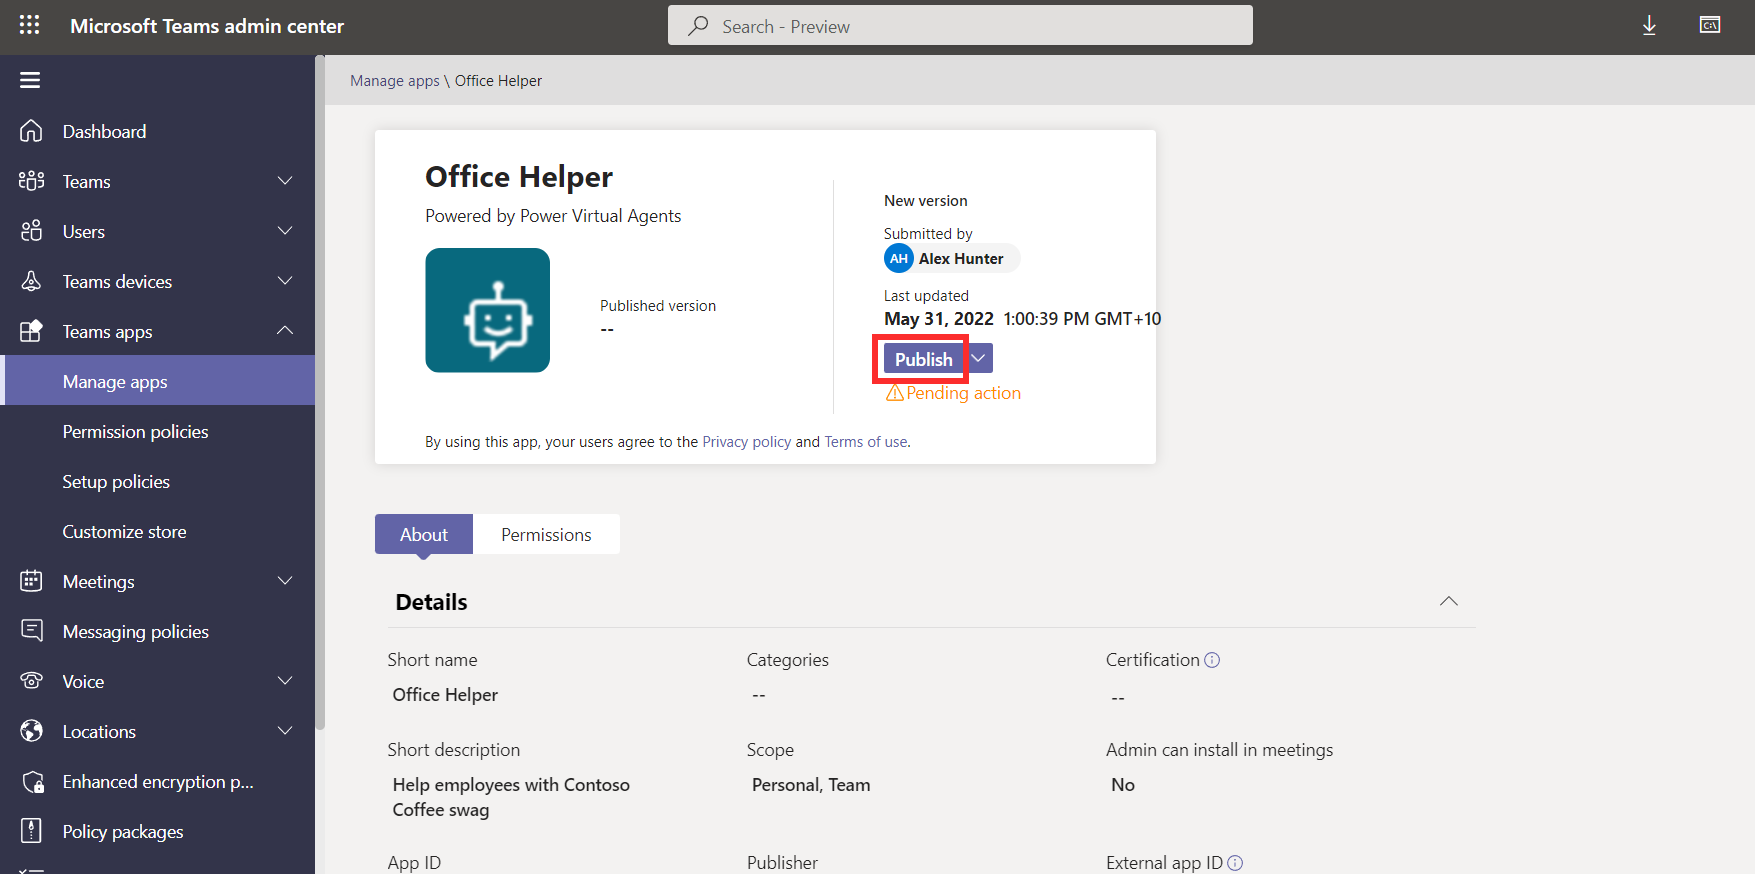 Microsoft Teams admin center
Search - Preview
C:\
Manage apps \ Office Helper
Dashboard
Teams
Users
Teams devices
Teams apps
Manage apps
Permission policies
Setup policies
Customize store
Meetings
Messaging policies
Voice
Locations
Enhanced encryption p...
Policy packages
Office Helper
Powered by Power Virtual Agents
Published version
--
New version
Submitted by
AH Alex Hunter
Last updated
May 31, 2022 1:00:39 PM GMT+10
Publish
Pending action
By using this app, your users agree to the Privacy policy and Terms of use.
About Permissions
Details
Short name
Office Helper
Categories
--
Certification
--
Short description
Help employees with Contoso
Coffee swag
Scope
Personal, Team
Admin can install in meetings
No
App ID
Publisher
External app ID